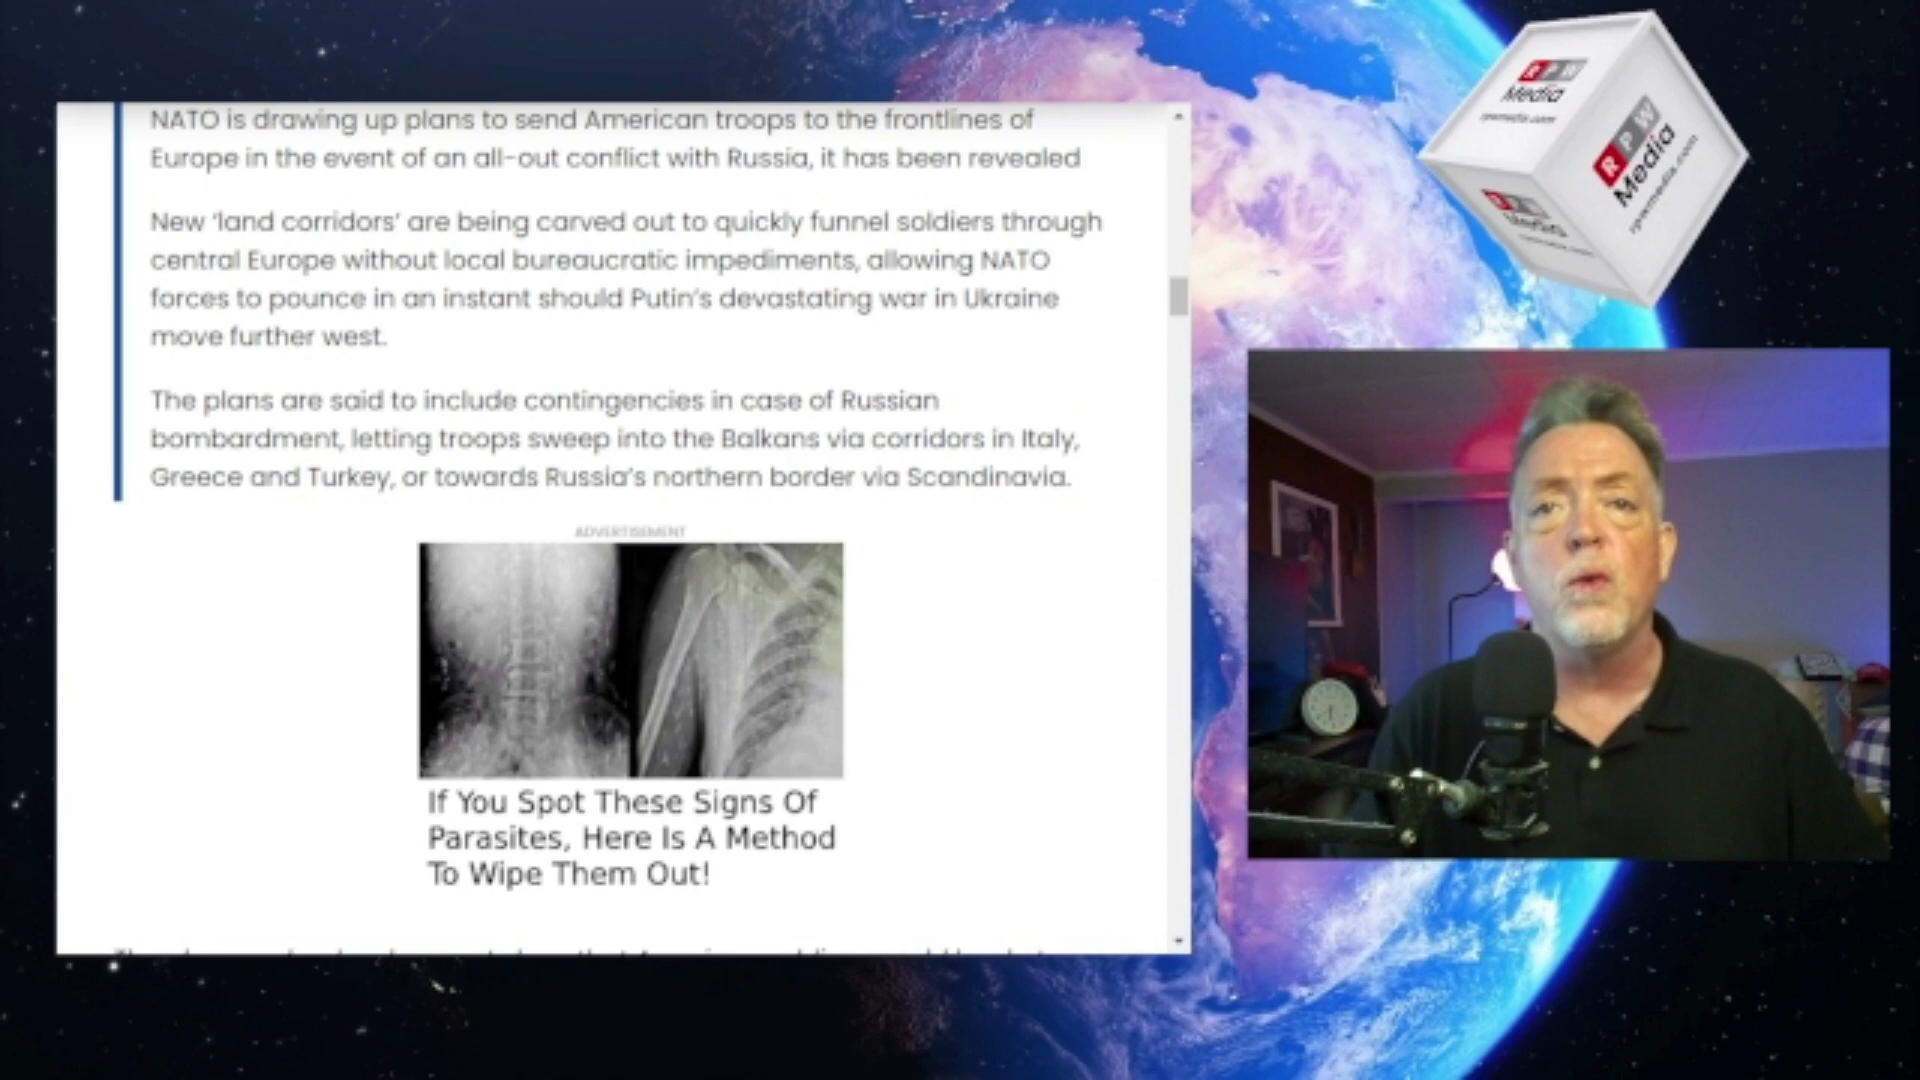 NATO is drawing up plans to send American troops to the frontlines of
Europe in the event of an all-out conflict with Russia, it has been revealed
New ‘land corridors’ are being carved out to quickly funnel soldiers through
central Europe without local bureaucratic impediments, allowing NATO
forces to pounce in an instant should Putin’s devastating war in Ukraine
move further west.
The plans are said to include contingencies in case of Russian
bombardment, letting troops sweep into the Balkans via corridors in Italy,
Greece and Turkey, or towards Russia’s northern border via Scandinavia.
ADVERTISEMENT
If You Spot These Signs Of
Parasites, Here Is A Method
To Wipe Them Out!
RPW
Media
rpwmedia.com
RPW
Media
rpwmedia.com
Media